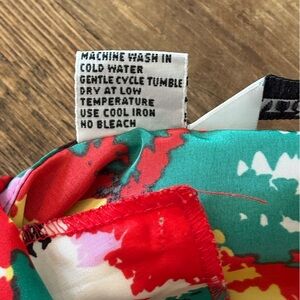 MACHINE WASH IN
COLD WATER
GENTLE CYCLE TUMBLE
DRY AT LOW
TEMPERATURE
USE COOL IRON
NO BLEACH